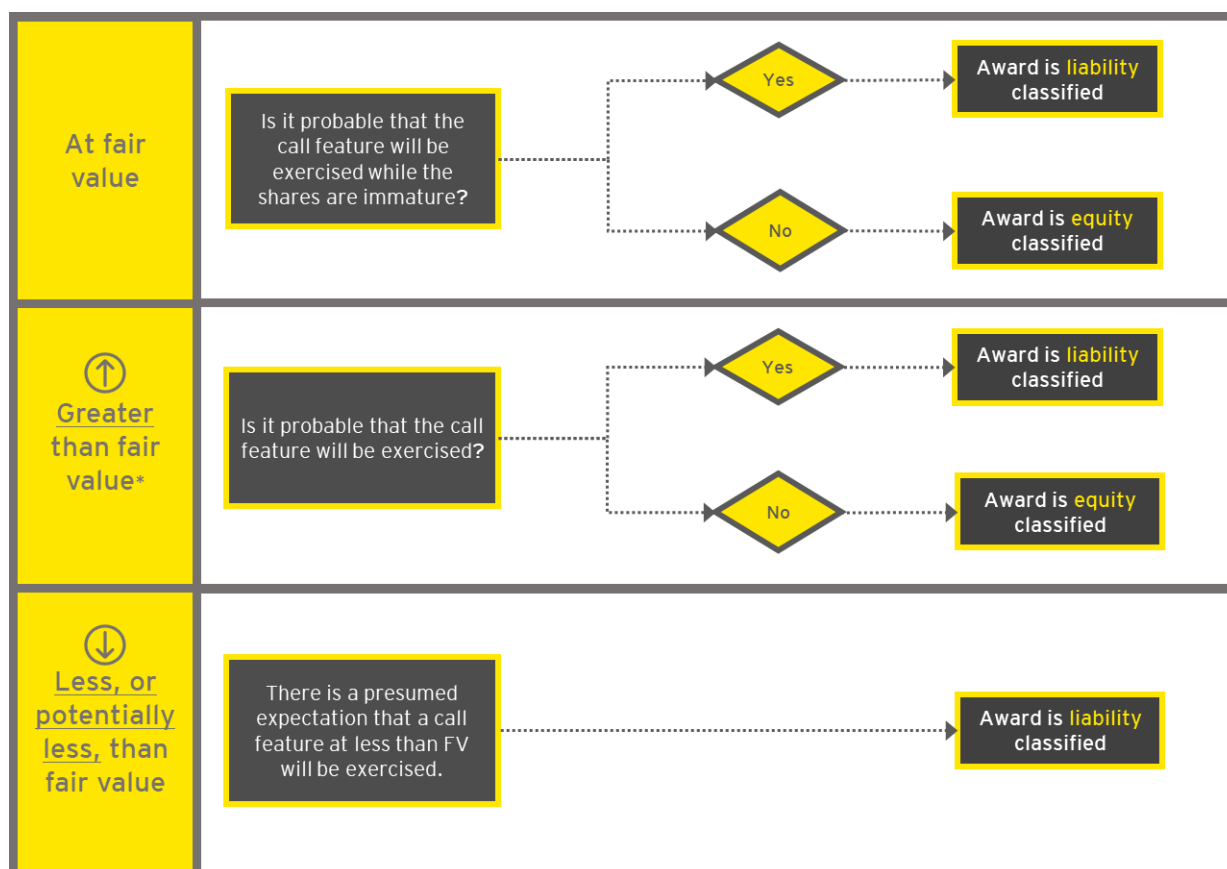 At fair
value
Is it probable that the
call feature will be
exercised while the
shares are immature?
Yes
Award is liability
classified
No
Award is equity
classified
Greater
than fair
value*
Is it probable that the call
feature will be exercised?
Yes
Award is liability
classified
No
Award is equity
classified
Less, or
potentially
less, than
fair value
There is a presumed
expectation that a call
feature at less than FV
will be exercised.
Award is liability
classified